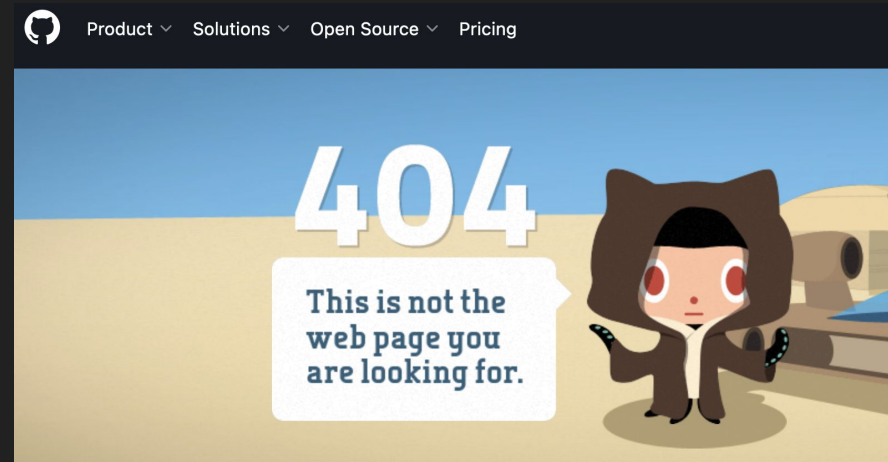 Product
Solutions
Open Source
Pricing
404
This is not the
web page you
are looking for.